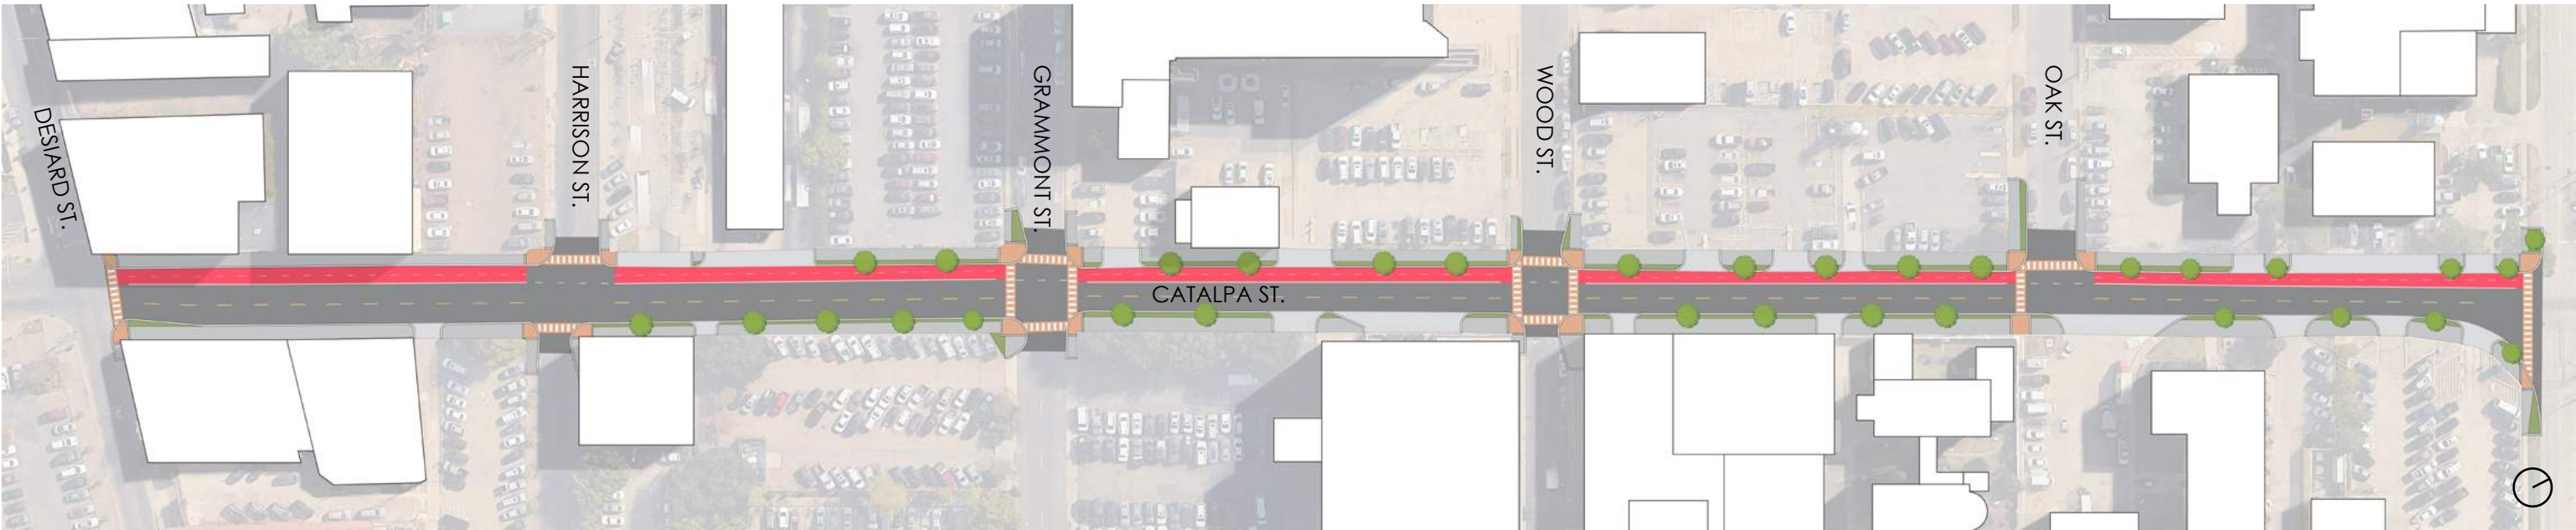 DESIARD ST.
HARRISON ST.
GRAMMONT ST.
WOOD ST.
OAK ST.
CATALPA ST.